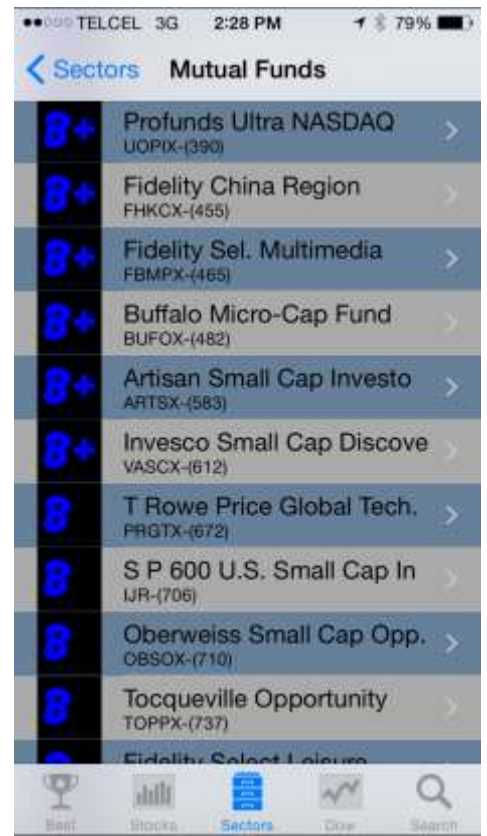 TELCEL 3G 2:28 PM 79%
Sectors Mutual Funds
B+ Profunds Ultra NASDAQ
UOPIX-(390)
B+ Fidelity China Region
FHKCX-(455)
B+ Fidelity Sel. Multimedia
FBMPX-(465)
B+ Buffalo Micro-Cap Fund
BUFOX-(482)
B+ Artisan Small Cap Investo
ARTSX-(583)
B+ Invesco Small Cap Discove
VASCX-(612)
B T Rowe Price Global Tech.
PRGTX-(672)
B S P 600 U.S. Small Cap In
IJR-(706)
B Oberweiss Small Cap Opp.
OBSOX-(710)
B Tocqueville Opportunity
TOPPX-(737)
Fidelity Select Leisure
Best Stocks Sectors Dow Search